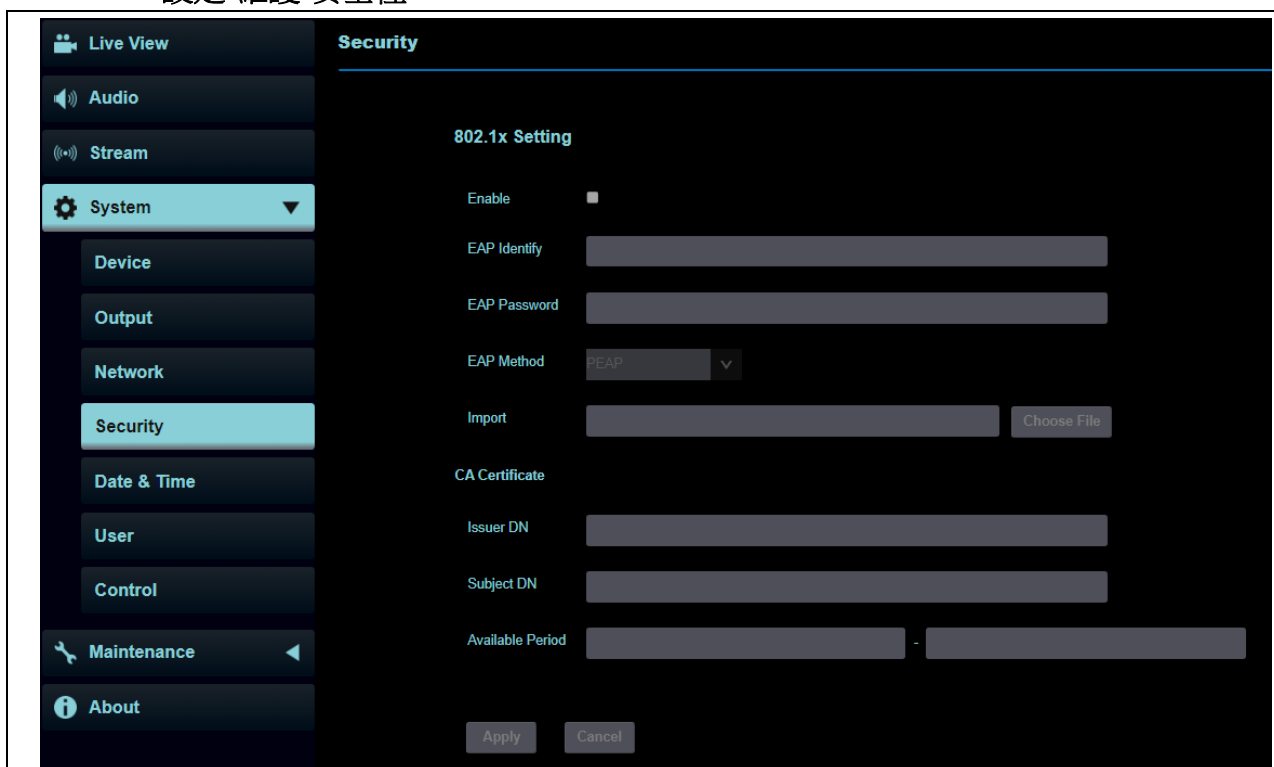 Live View
Audio
Stream
System
Device
Output
Network
Security
Date & Time
User
Control
Maintenance
About
Security
802.1x Setting
Enable
EAP Identify
EAP Password
EAP Method PEAP
Import Choose File
CA Certificate
Issuer DN
Subject DN
Available Period -
Apply Cancel